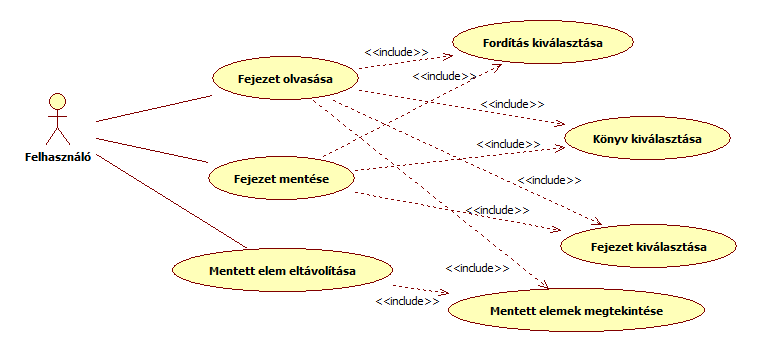 Fordítás kiválasztása
<<include>>
Fejezet olvasása
<<include>>
<<include>>
Könyv kiválasztása
<<include>>
Felhasználó
Fejezet mentése
<<include>>
<<include>>
Fejezet kiválasztása
Mentett elem eltávolítása
<<include>>
<<include>>
Mentett elemek megtekintése